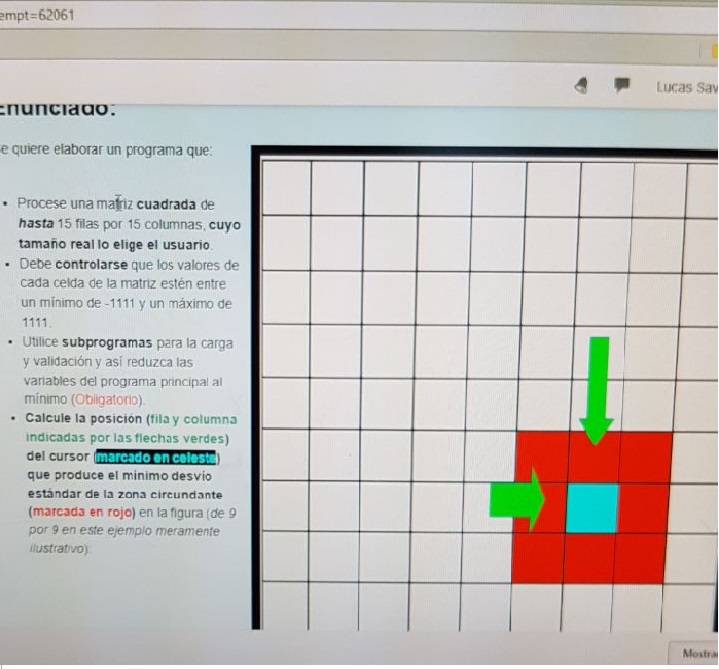 empt=62061
Lucas Sav
Enunciado:
e quiere elaborar un programa que:
• Procese una matriz cuadrada de
hasta 15 filas por 15 columnas, cuyo
tamaño real lo elige el usuario.
• Debe controlarse que los valores de
cada celda de la matriz estén entre
un mínimo de -1111 y un máximo de
1111.
• Utilice subprogramas para la carga
y validación y así reduzca las
variables del programa principal al
mínimo (Obligatorio).
• Calcule la posición (fila y columna
indicadas por las flechas verdes)
del cursor (marcado en celeste)
que produce el mínimo desvío
estándar de la zona circundante
(marcada en rojo) en la figura (de 9
por 9 en este ejemplo meramente
ilustrativo).
Mostra